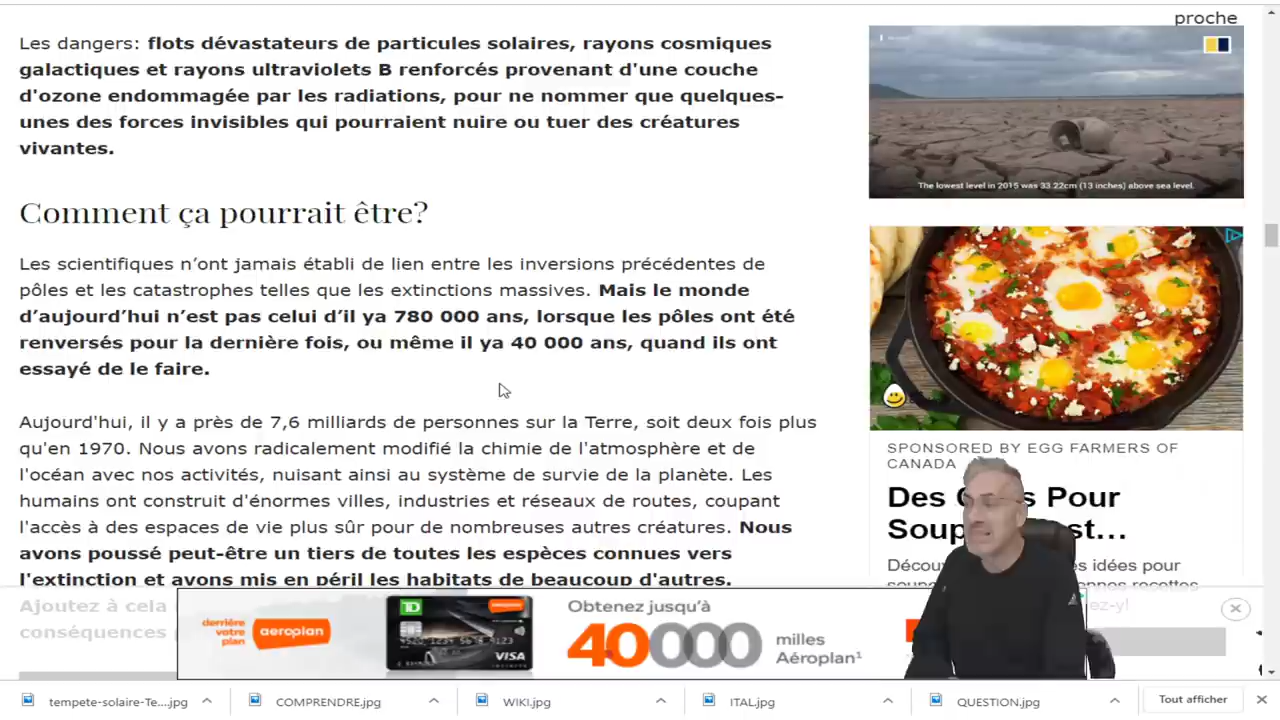 proche
Les dangers: flots dévastateurs de particules solaires, rayons cosmiques
galactiques et rayons ultraviolets B renforcés provenant d'une couche
d'ozone endommagée par les radiations, pour ne nommer que quelques-
unes des forces invisibles qui pourraient nuire ou tuer des créatures
vivantes.
Comment ça pourrait être?
Les scientifiques n’ont jamais établi de lien entre les inversions précédentes de
pôles et les catastrophes telles que les extinctions massives. Mais le monde
d’aujourd’hui n’est pas celui d’il ya 780 000 ans, lorsque les pôles ont été
renversés pour la dernière fois, ou même il ya 40 000 ans, quand ils ont
essayé de le faire.
Aujourd'hui, il y a près de 7,6 milliards de personnes sur la Terre, soit deux fois plus
qu'en 1970. Nous avons radicalement modifié la chimie de l'atmosphère et de
l'océan avec nos activités, nuisant ainsi au système de survie de la planète. Les
humains ont construit d'énormes villes, industries et réseaux de routes, coupant
l'accès à des espaces de vie plus sûr pour de nombreuses autres créatures. Nous
avons poussé peut-être un tiers de toutes les espèces connues vers
l'extinction et avons mis en péril les habitats de beaucoup d'autres.
Ajoutez à cela
conséquences
The lowest level in 2015 was 33.22cm (13 inches) above sea level.
SPONSORED BY EGG FARMERS OF
CANADA
Des Pour
Soup
idées pour
recettes
derrière
votre
plan
aeroplan
TD
aeroplan
VISA
Obtenez jusqu'à
40000
milles
Aéroplan¹
tempete-solaire-Te....jpg
COMPRENDRE.jpg
WIKI.jpg
ITAL.jpg
QUESTION.jpg
Tout afficher